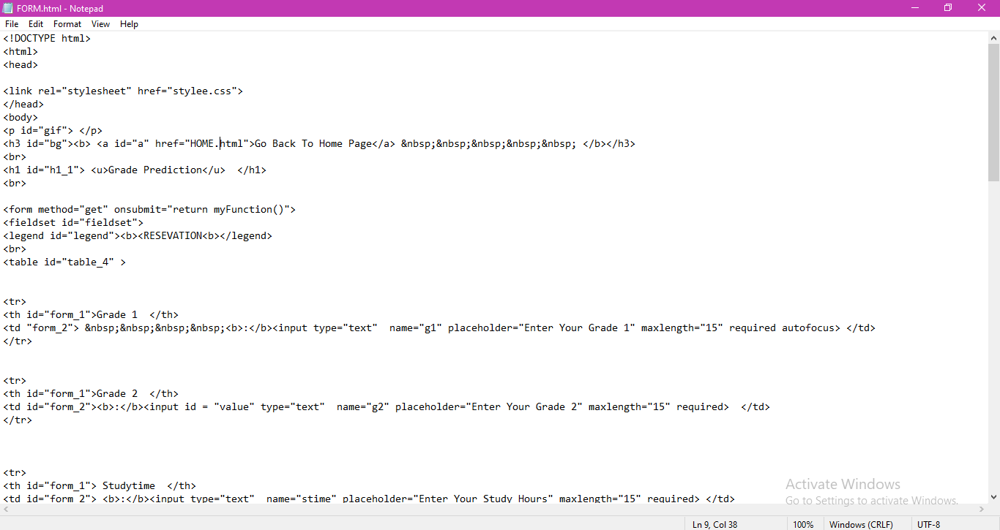 FORM.html - Notepad
File Edit Format View Help
<!DOCTYPE html>
<html>
<head>
<link rel="stylesheet" href="stylee.css">
</head>
<body>
<p id="gif"> </p>
<h3 id="bg"><b> <a id="a" href="HOME.html">Go Back To Home Page</a> &nbsp;&nbsp;&nbsp;&nbsp;&nbsp; </b></h3>
<br>
<h1 id="h1_1"> <u>Grade Prediction</u>  </h1>
<br>
<form method="get" onsubmit="return myFunction()">
<fieldset id="fieldset">
<legend id="legend"><b><RESEVATION<b></legend>
<br>
<table id="table_4" >
<tr>
<th id="form_1">Grade 1  </th>
<td "form_2"> &nbsp;&nbsp;&nbsp;&nbsp;<b>:</b><input type="text"  name="g1" placeholder="Enter Your Grade 1" maxlength="15" required autofocus> </td>
</tr>
<tr>
<th id="form_1">Grade 2  </th>
<td id="form_2"><b>:</b><input id = "value" type="text"  name="g2" placeholder="Enter Your Grade 2" maxlength="15" required>  </td>
</tr>
<tr>
<th id="form_1"> Studytime  </th>
<td id="form_2"> <b>:</b><input type="text"  name="stime" placeholder="Enter Your Study Hours" maxlength="15" required> </td>
Activate Windows
Go to Settings to activate Windows.
Ln 9, Col 38 100% Windows (CRLF) UTF-8